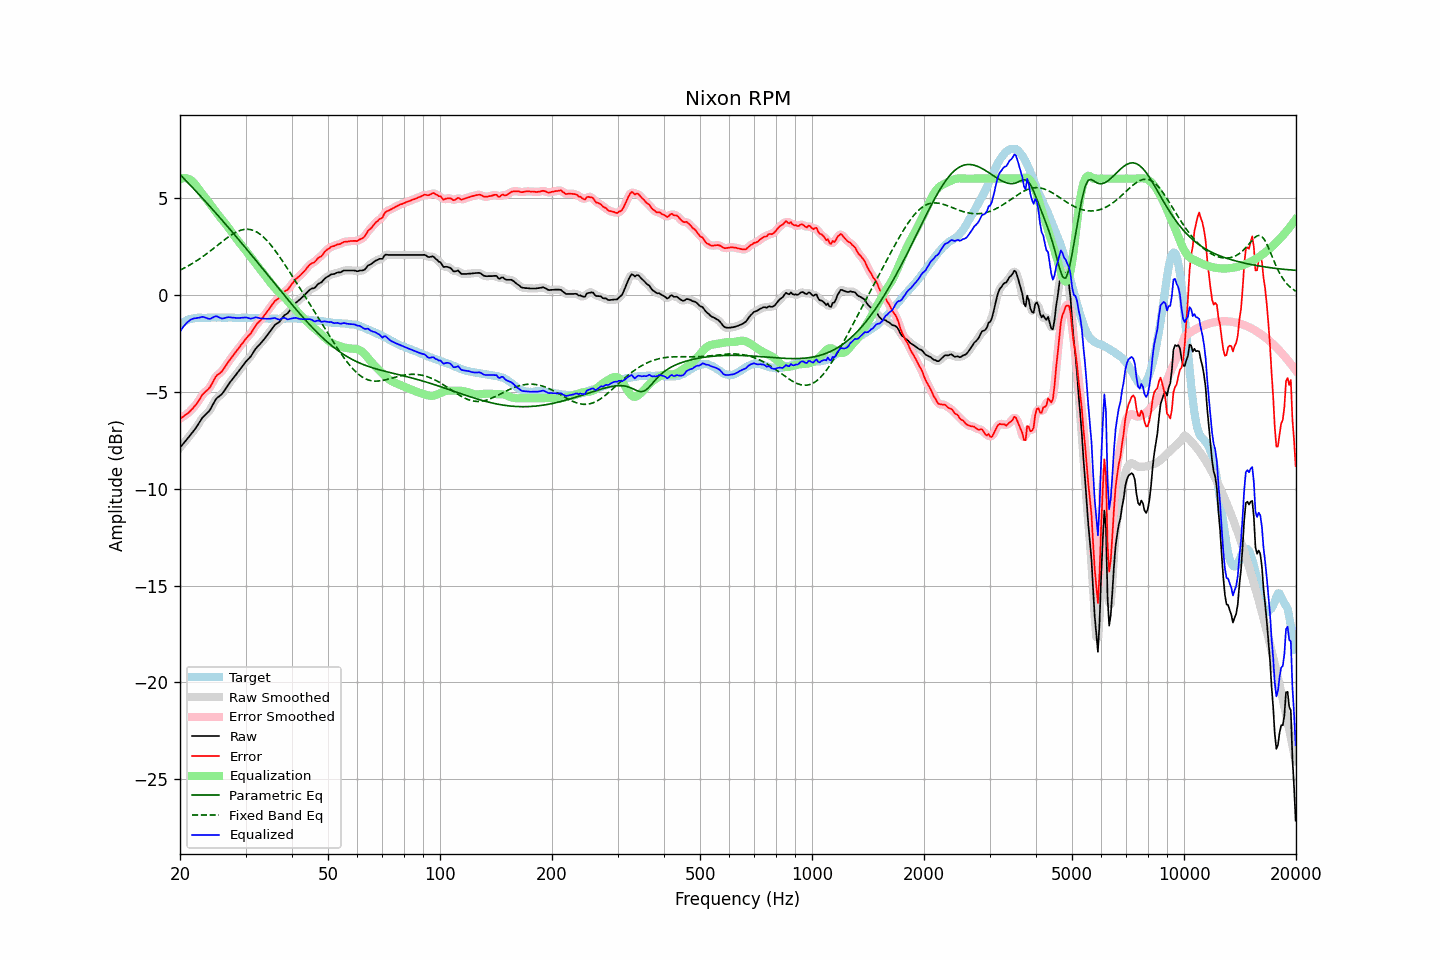 Nixon RPM
Amplitude (dBr)
5
0
−5
−10
−15
−20
−25
Target
Raw Smoothed
Error Smoothed
Raw
Error
Equalization
Parametric Eq
Fixed Band Eq
Equalized
20 50 100 200 500 1000 2000 5000 10000 20000
Frequency (Hz)